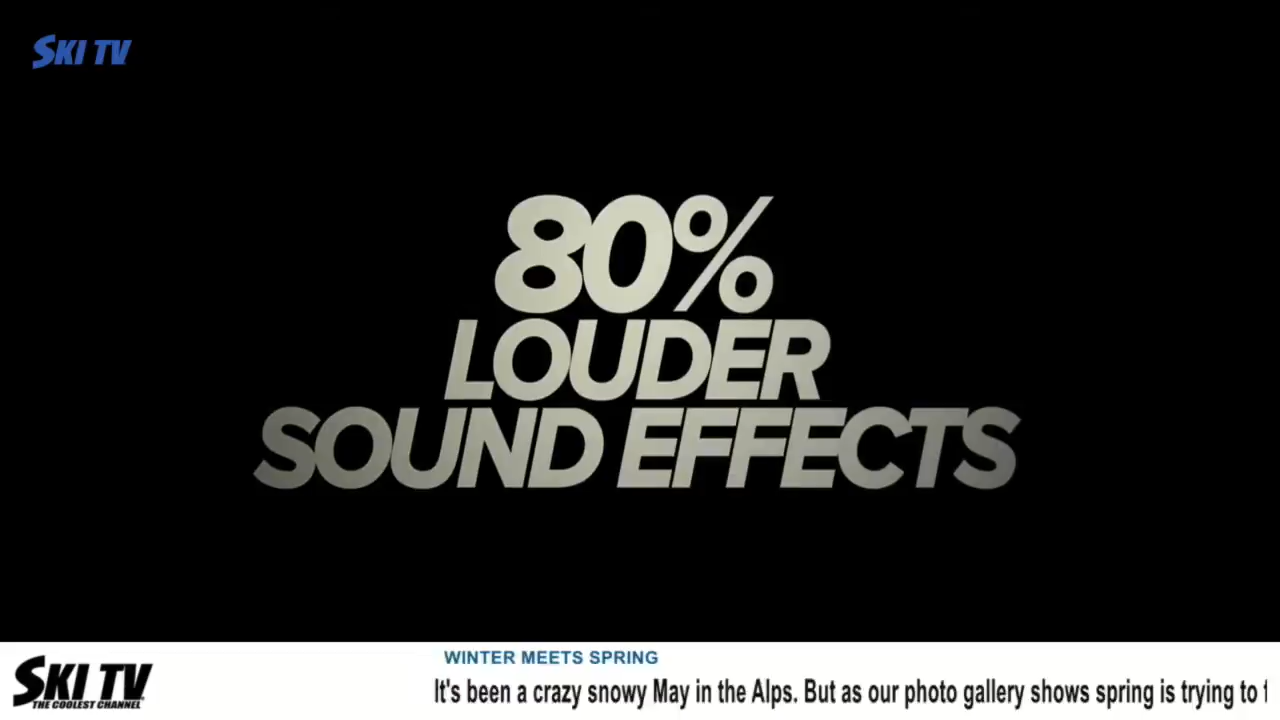 SKI TV
80%
LOUDER
SOUND EFFECTS
WINTER MEETS SPRING
SKI TV
THE COOLEST CHANNEL
It's been a crazy snowy May in the Alps. But as our photo gallery shows spring is trying to